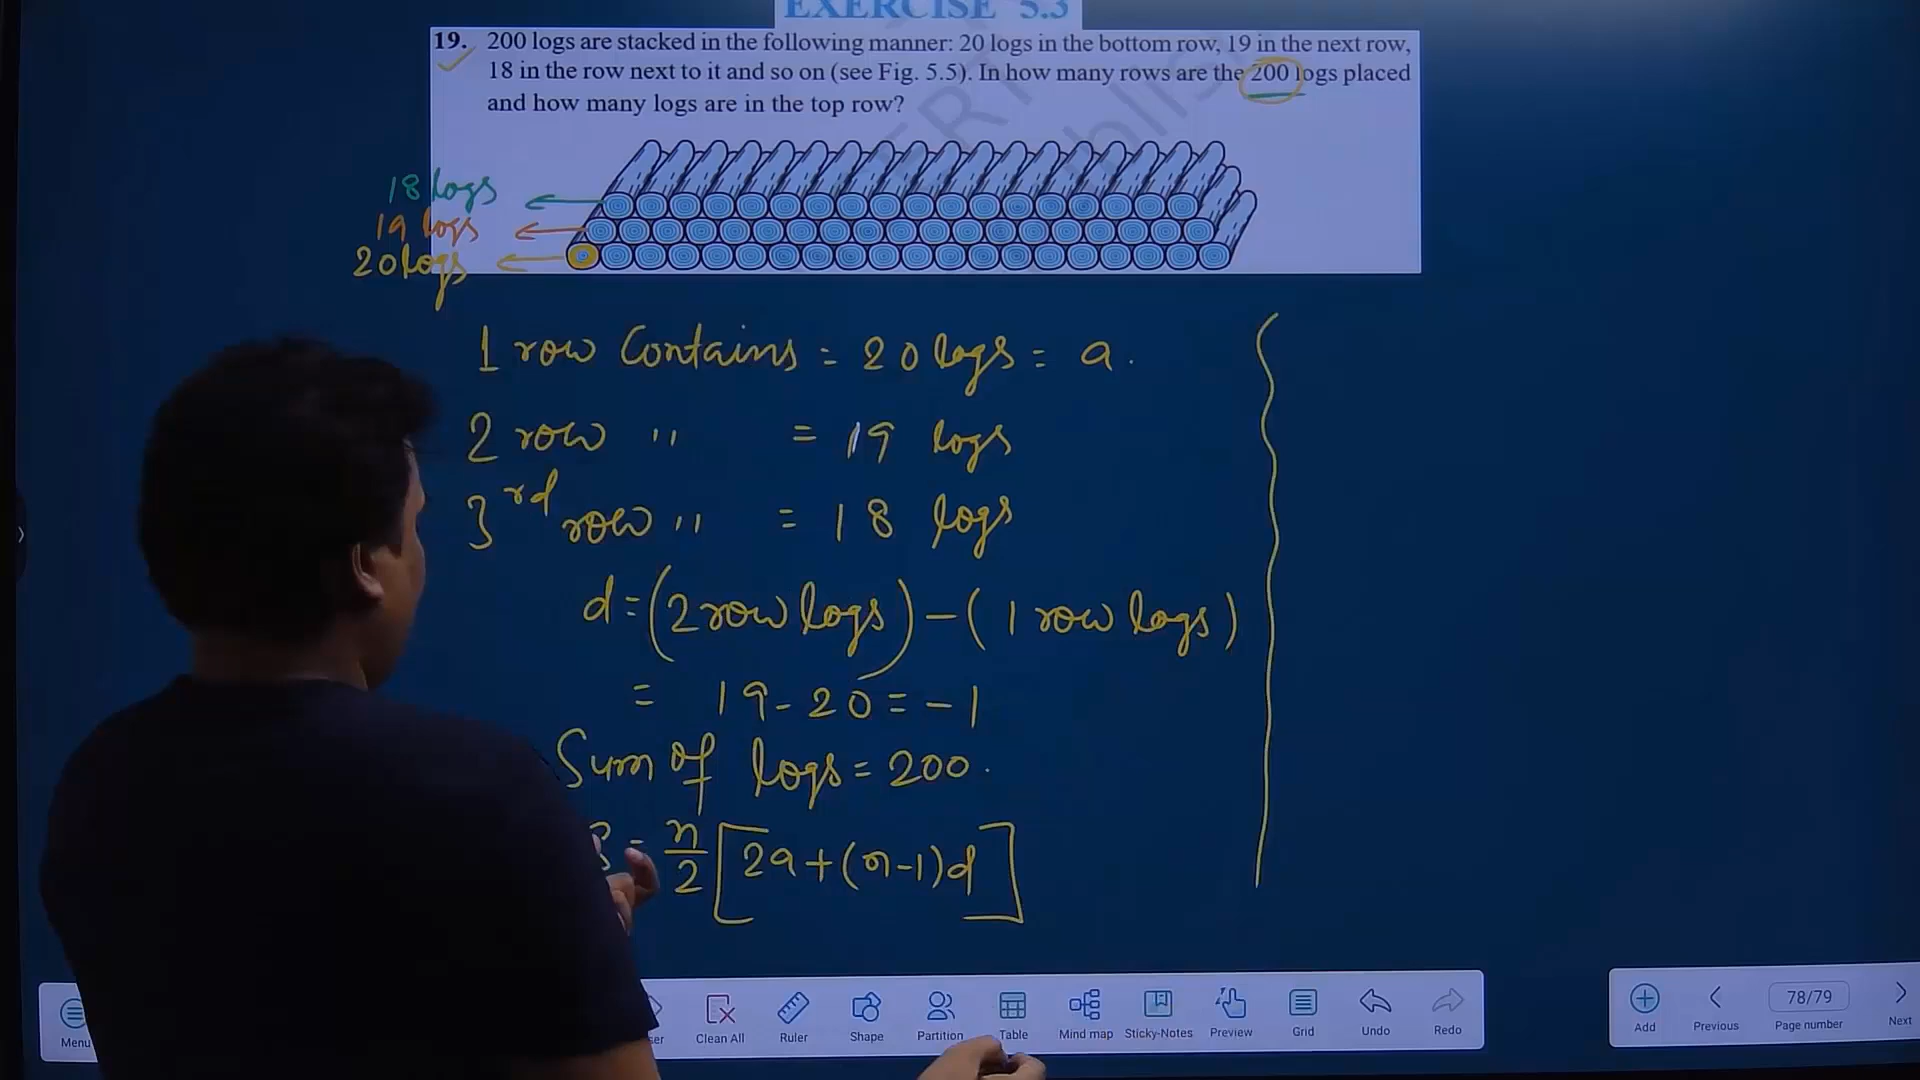 EXERCISE 5.3
19. 200 logs are stacked in the following manner: 20 logs in the bottom row, 19 in the next row,
18 in the row next to it and so on (see Fig. 5.5). In how many rows are the 200 logs placed
and how many logs are in the top row?
18 logs
19 logs
20 logs
1 row Contains = 20 logs = a.
2 row " = 19 logs
3rd row " = 18 logs
d = (2 row logs) - (1 row logs)
= 19 - 20 = -1
Sum of logs = 200.
= n/2 [2a + (n-1)d]
Menu
Clean All
Ruler
Shape
Partition
Table
Mind map
Sticky-Notes
Preview
Grid
Undo
Redo
Add
Previous
78/79
Page number
Next